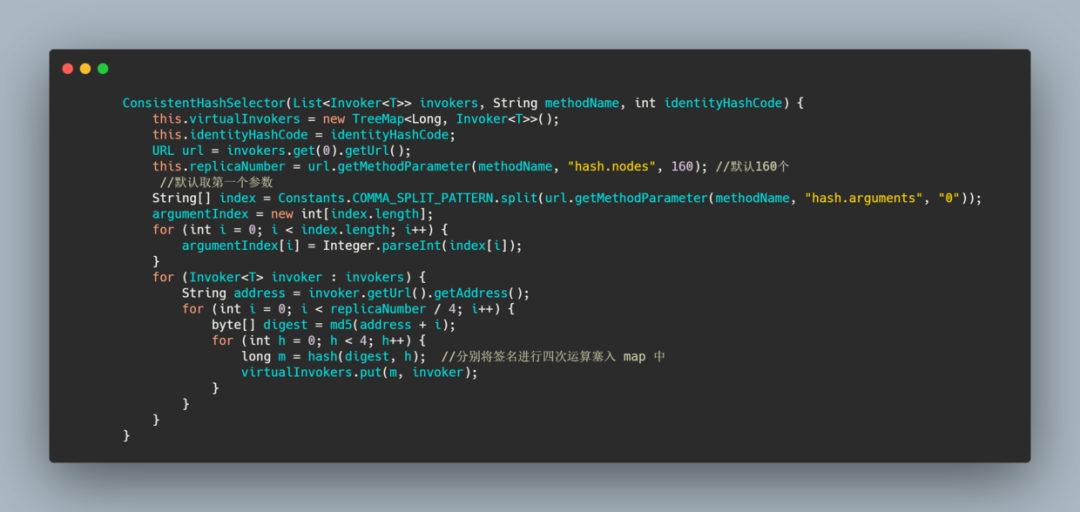 ConsistentHashSelector(List<Invoker<T>> invokers, String methodName, int identityHashCode) {
    this.virtualInvokers = new TreeMap<Long, Invoker<T>>();
    this.identityHashCode = identityHashCode;
    URL url = invokers.get(0).getUrl();
    this.replicaNumber = url.getMethodParameter(methodName, "hash.nodes", 160); //默认160个
     //默认取第一个参数
    String[] index = Constants.COMMA_SPLIT_PATTERN.split(url.getMethodParameter(methodName, "hash.arguments", "0"));
    argumentIndex = new int[index.length];
    for (int i = 0; i < index.length; i++) {
        argumentIndex[i] = Integer.parseInt(index[i]);
    }
    for (Invoker<T> invoker : invokers) {
        String address = invoker.getUrl().getAddress();
        for (int i = 0; i < replicaNumber / 4; i++) {
            byte[] digest = md5(address + i);
            for (int h = 0; h < 4; h++) {
                long m = hash(digest, h);  //分别将签名进行四次运算塞入 map 中
                virtualInvokers.put(m, invoker);
            }
        }
    }
}